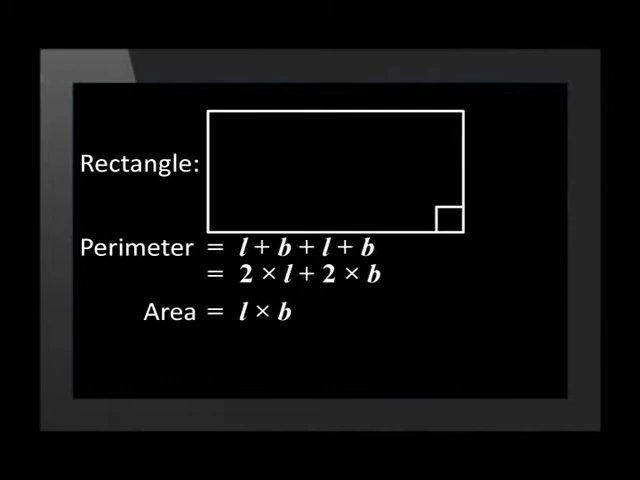 Rectangle:
Perimeter = l + b + l + b
= 2 × l + 2 × b
Area = l × b